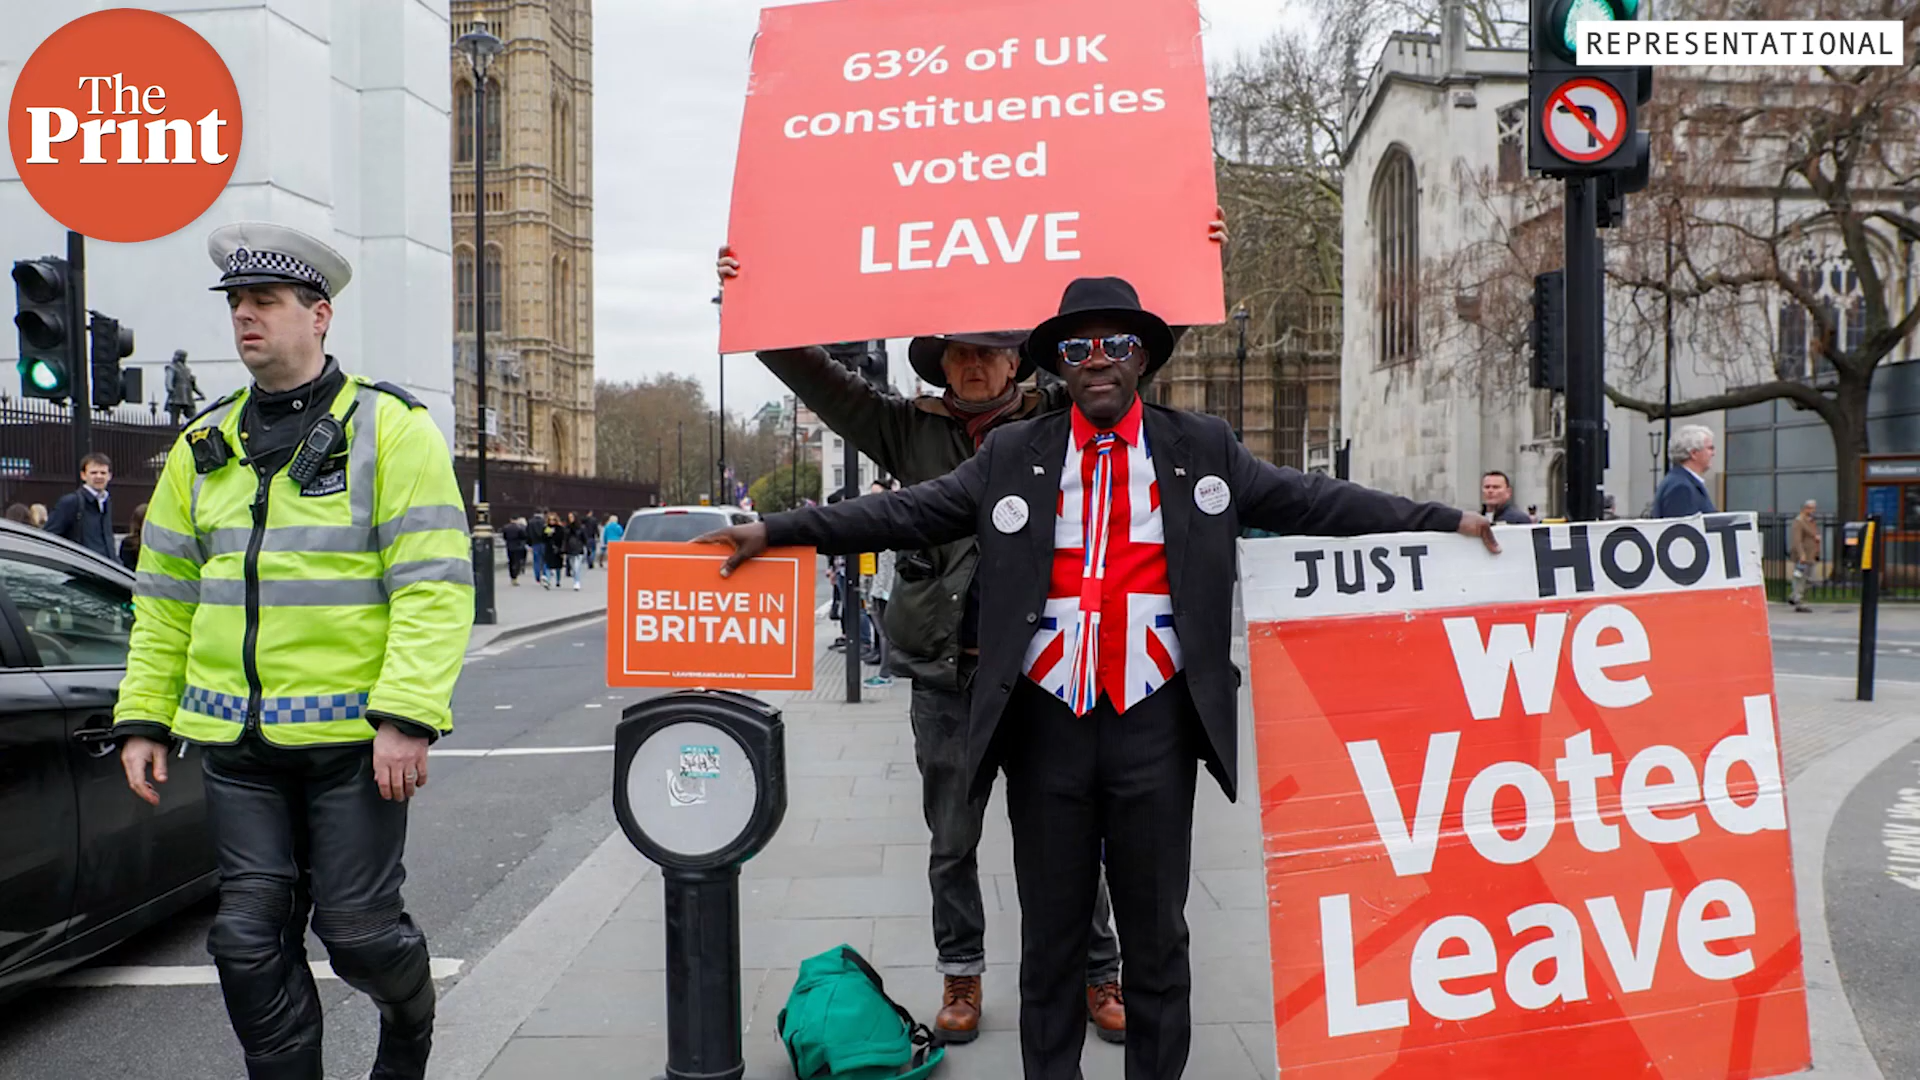 The
Print
REPRESENTATIONAL
63% of UK
constituencies
voted
LEAVE
BELIEVE IN
BRITAIN
JUST HOOT
we
Voted
Leave